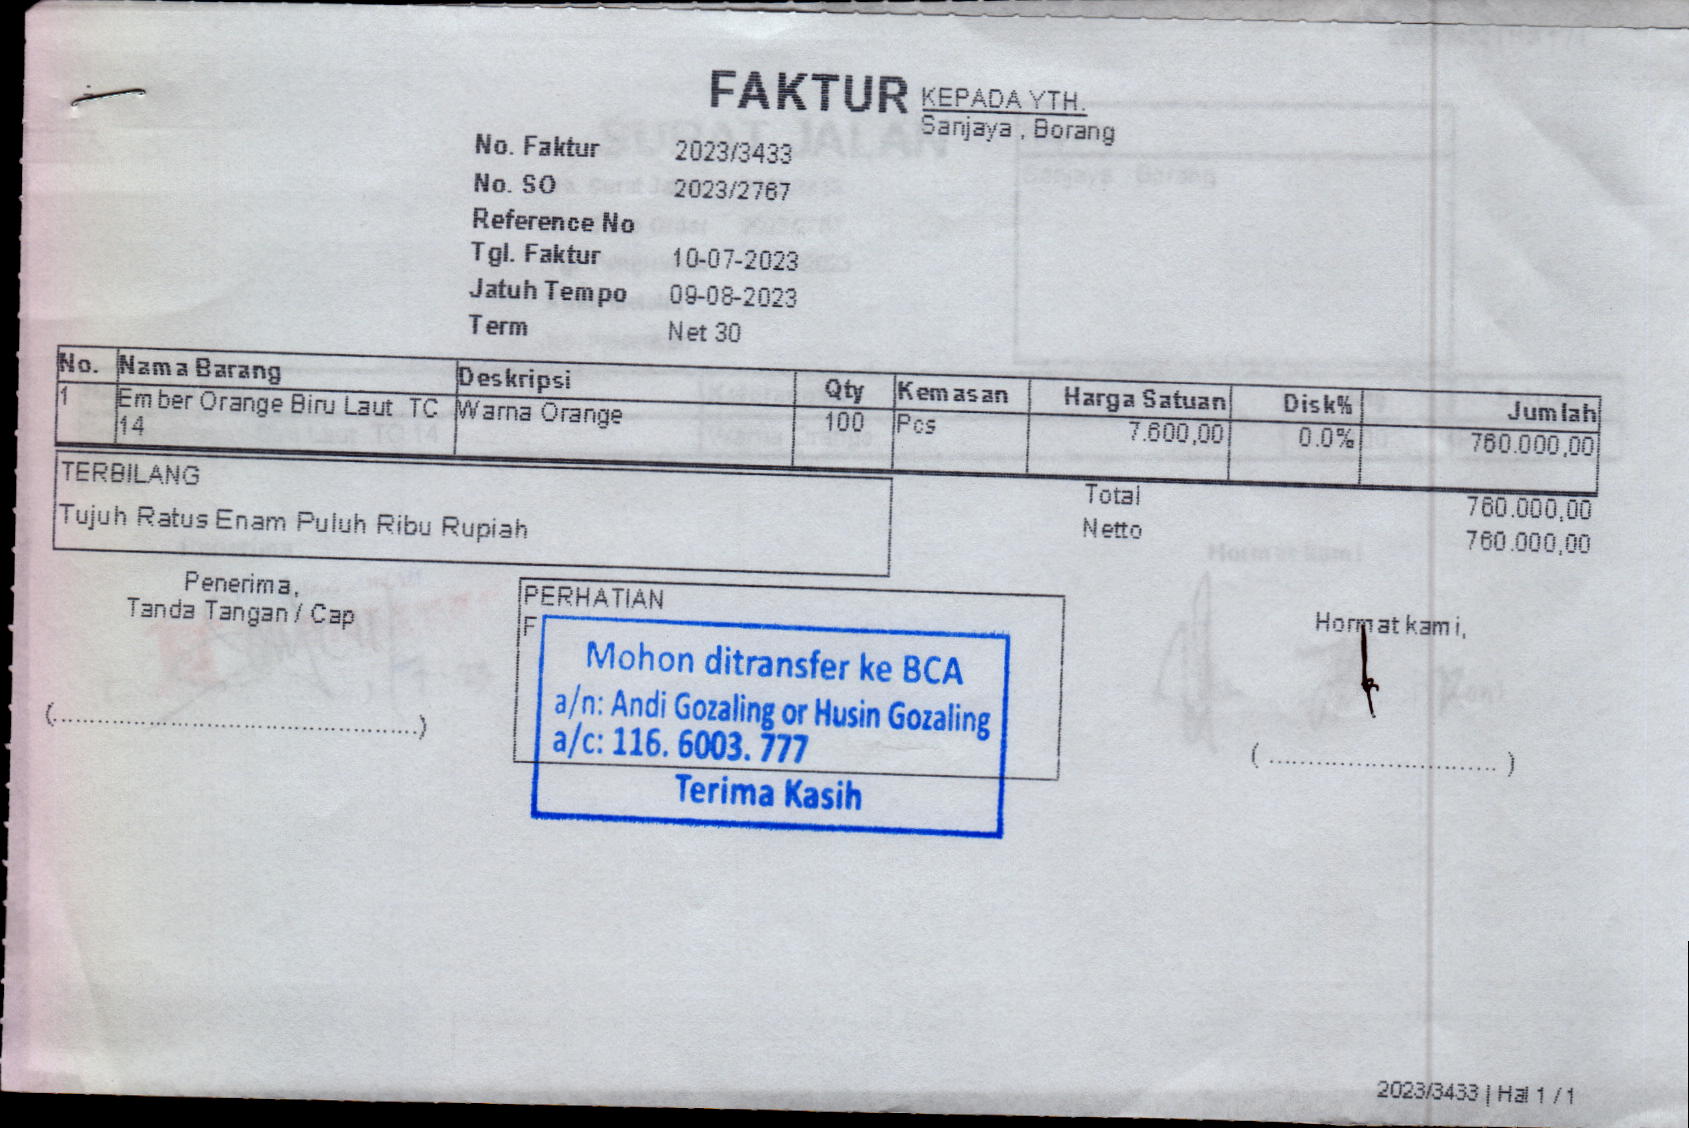 FAKTUR
KEPADA YTH.
Sanjaya , Borang
No. Faktur 2023/3433
No. SO 2023/2767
Reference No
Tgl. Faktur 10-07-2023
Jatuh Tempo 09-08-2023
Term Net 30
No. Nama Barang Deskripsi Qty Kemasan Harga Satuan Disk% Jumlah
1 Ember Orange Biru Laut TC 14 Warna Orange 100 Pcs 7.600,00 0.0% 760.000,00
TERBILANG
Tujuh Ratus Enam Puluh Ribu Rupiah
Total 760.000,00
Netto 760.000,00
Penerima,
Tanda Tangan / Cap
(...............................................)
PERHATIAN
F
Mohon ditransfer ke BCA
a/n: Andi Gozaling or Husin Gozaling
a/c: 116. 6003. 777
Terima Kasih
Hormat kami,
( ............................. )
2023/3433 | Hal 1 / 1